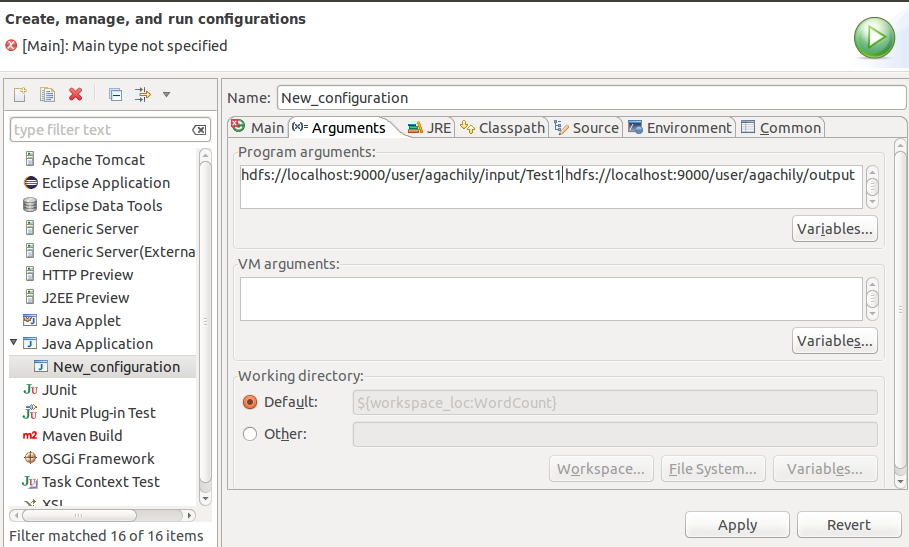 Create, manage, and run configurations
[Main]: Main type not specified
Name: New_configuration
type filter text
Main (x)= Arguments JRE Classpath Source Environment Common
Apache Tomcat
Eclipse Application
Eclipse Data Tools
Generic Server
Generic Server(Externa
HTTP Preview
J2EE Preview
Java Applet
Java Application
New_configuration
JUnit
JUnit Plug-in Test
Maven Build
OSGi Framework
Task Context Test
XSL
Filter matched 16 of 16 items
Program arguments:
hdfs://localhost:9000/user/agachily/input/Test1 hdfs://localhost:9000/user/agachily/output
Variables...
VM arguments:
Variables...
Working directory:
Default: ${workspace_loc:WordCount}
Other:
Workspace... File System... Variables...
Apply Revert